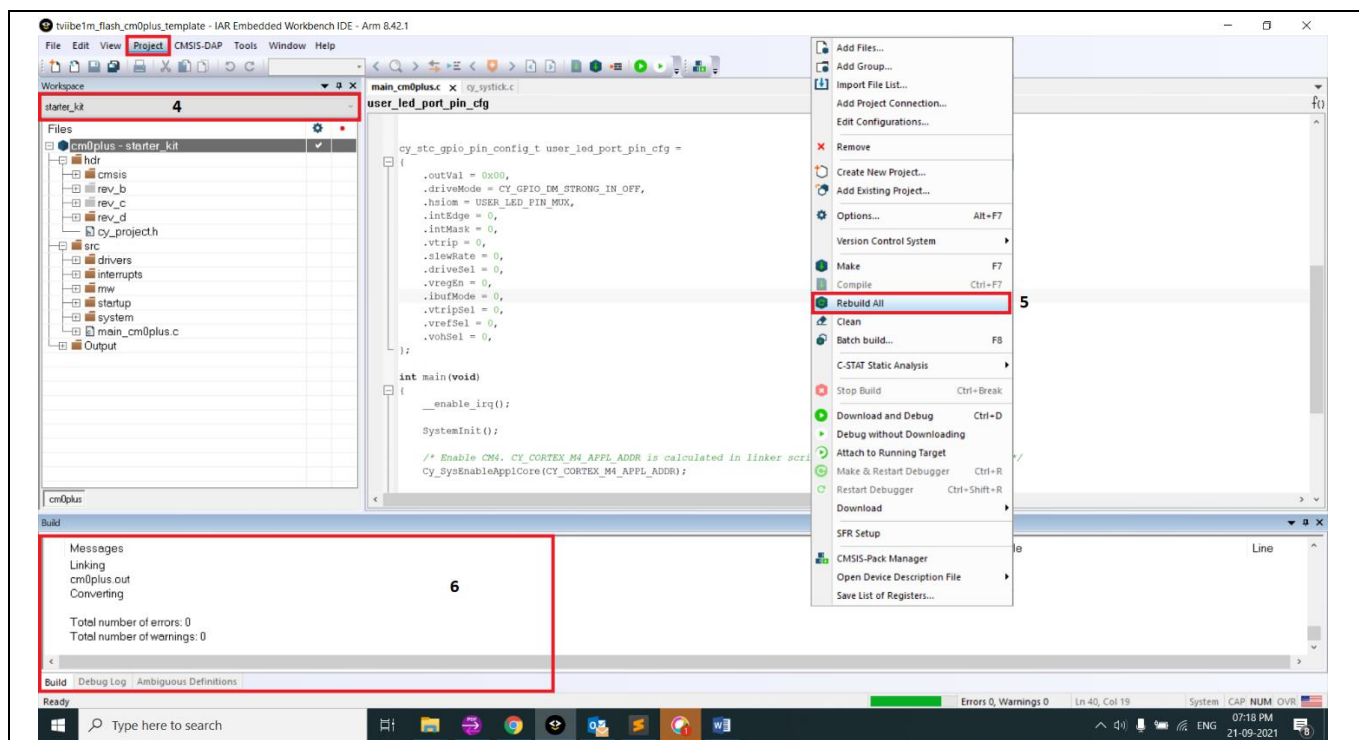 tviibe1m_flash_cm0plus_template - IAR Embedded Workbench IDE - Arm 8.42.1
File Edit View Project CMSIS-DAP Tools Window Help
Workspace
starter_kit
4
Files
cm0plus - starter_kit
hdr
cmsis
rev_b
rev_c
rev_d
cy_project.h
src
drivers
interrupts
mw
startup
system
main_cm0plus.c
Output
cm0plus
main_cm0plus.c x cy_systick.c
user_led_port_pin_cfg
f()
cy_stc_gpio_pin_config_t user_led_port_pin_cfg =
{
.outVal = 0x00,
.driveMode = CY_GPIO_DM_STRONG_IN_OFF,
.hsiom = USER_LED_PIN_MUX,
.intEdge = 0,
.intMask = 0,
.vtrip = 0,
.slewRate = 0,
.driveSel = 0,
.vregEn = 0,
.ibufMode = 0,
.vtripSel = 0,
.vrefSel = 0,
.vohSel = 0,
};
int main(void)
{
__enable_irq();
SystemInit();
/* Enable CM4. CY_CORTEX_M4_APPL_ADDR is calculated in linker scri
*/
Cy_SysEnableApplCore(CY_CORTEX_M4_APPL_ADDR);
Add Files...
Add Group...
Import File List...
Add Project Connection...
Edit Configurations...
Remove
Create New Project...
Add Existing Project...
Options... Alt+F7
Version Control System
Make F7
Compile Ctrl+F7
Rebuild All
5
Clean
Batch build... F8
C-STAT Static Analysis
Stop Build Ctrl+Break
Download and Debug Ctrl+D
Debug without Downloading
Attach to Running Target
Make & Restart Debugger Ctrl+R
Restart Debugger Ctrl+Shift+R
Download
SFR Setup
CMSIS-Pack Manager
Open Device Description File
Save List of Registers...
Build
Messages
le
Line
Linking
cm0plus.out
Converting
6
Total number of errors: 0
Total number of warnings: 0
Build Debug Log Ambiguous Definitions
Ready
Errors 0, Warnings 0 Ln 40, Col 19 System CAP NUM OVR
Type here to search
ENG
07:18 PM
21-09-2021
8